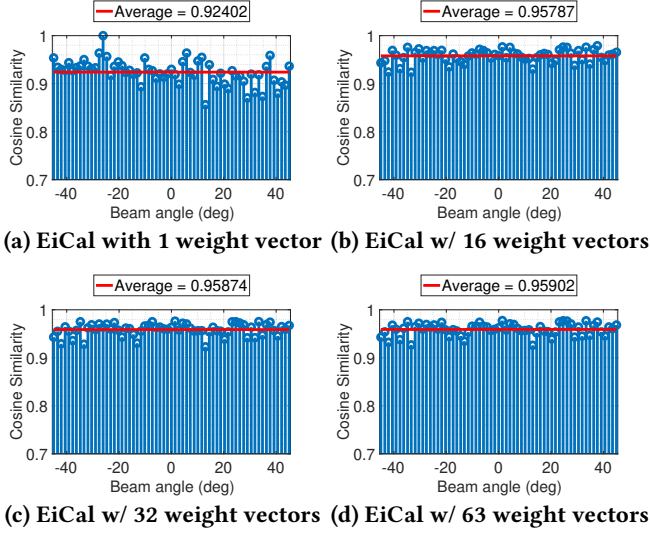 Average = 0.92402
Average = 0.95787
1
0.9
0.8
0.7
Cosine Similarity
-40 -20 0 20 40
Beam angle (deg)
1
0.9
0.8
0.7
Cosine Similarity
-40 -20 0 20 40
Beam angle (deg)
(a) EiCal with 1 weight vector (b) EiCal w/ 16 weight vectors
Average = 0.95874
Average = 0.95902
1
0.9
0.8
0.7
Cosine Similarity
-40 -20 0 20 40
Beam angle (deg)
1
0.9
0.8
0.7
Cosine Similarity
-40 -20 0 20 40
Beam angle (deg)
(c) EiCal w/ 32 weight vectors (d) EiCal w/ 63 weight vectors